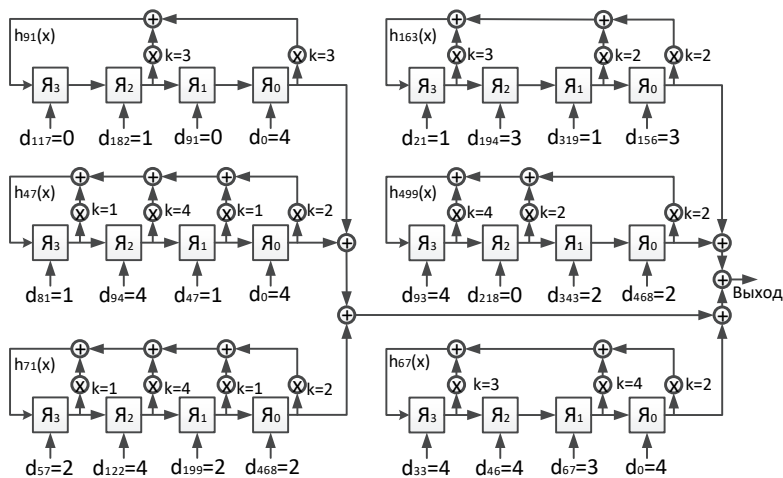 h₉₁(x) k=3 k=3
Я₃ Я₂ Я₁ Я₀
d₁₁₇=0 d₁₈₂=1 d₉₁=0 d₀=4
h₁₆₃(x) k=3 k=2 k=2
Я₃ Я₂ Я₁ Я₀
d₂₁=1 d₁₉₄=3 d₃₁₉=1 d₁₅₆=3
h₄₇(x) k=1 k=4 k=1 k=2
Я₃ Я₂ Я₁ Я₀
d₈₁=1 d₉₄=4 d₄₇=1 d₀=4
h₄₉₉(x) k=4 k=2 k=2
Я₃ Я₂ Я₁ Я₀
d₉₃=4 d₂₁₈=0 d₃₄₃=2 d₄₆₈=2
Выход
h₇₁(x) k=1 k=4 k=1 k=2
Я₃ Я₂ Я₁ Я₀
d₅₇=2 d₁₂₂=4 d₁₉₉=2 d₄₆₈=2
h₆₇(x) k=3 k=4 k=2
Я₃ Я₂ Я₁ Я₀
d₃₃=4 d₄₆=4 d₆₇=3 d₀=4